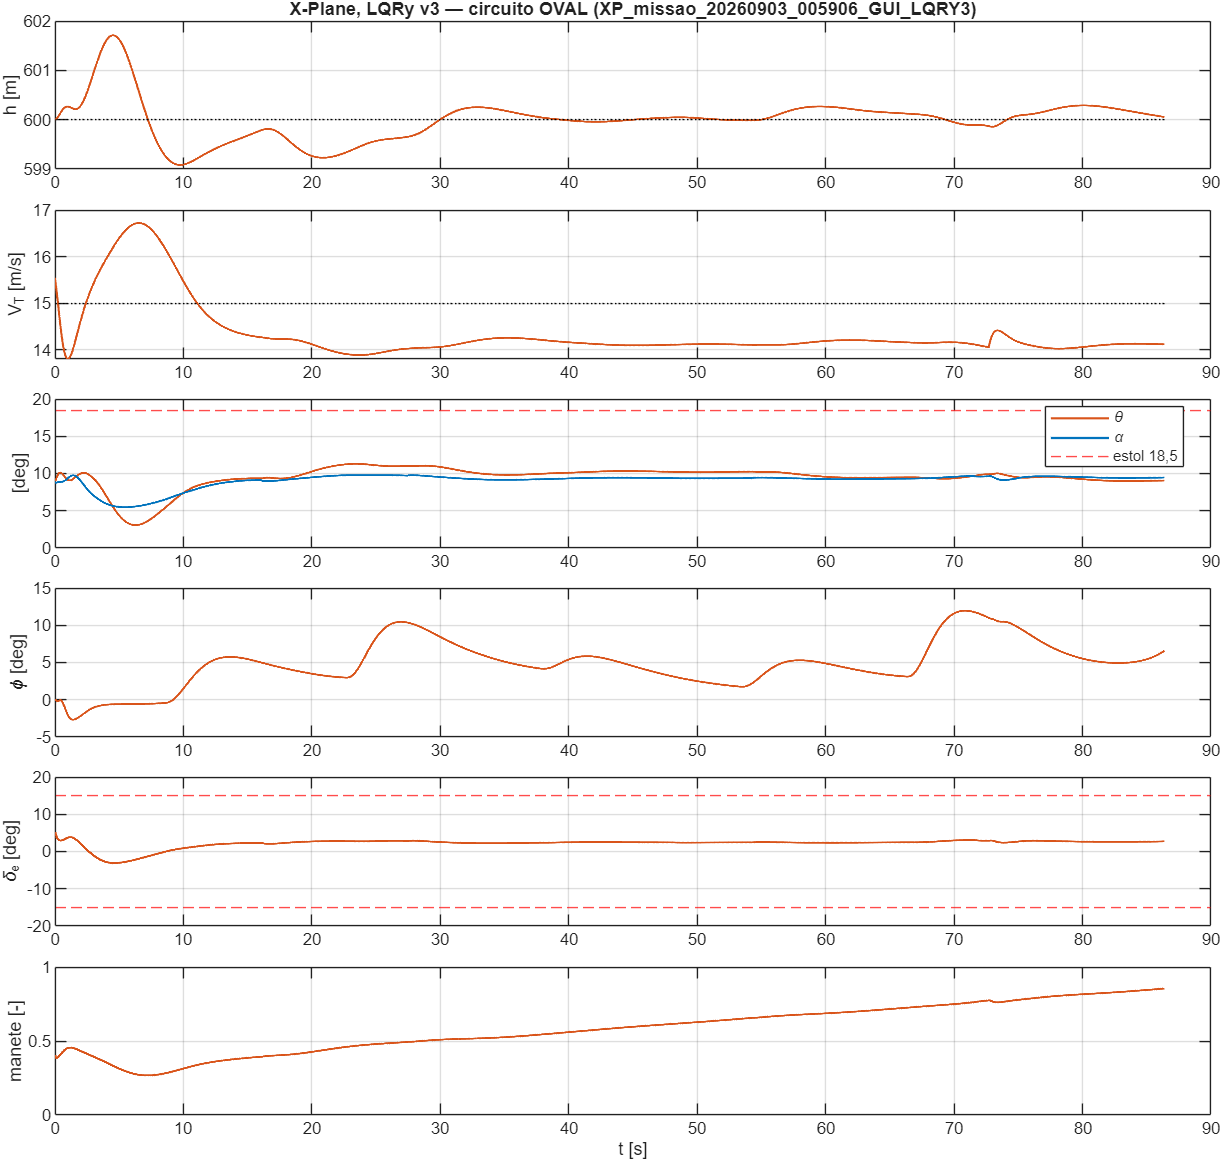 X-Plane, LQRy v3 — circuito OVAL (XP_missao_20260903_005906_GUI_LQRY3)
h [m]
602
601
600
599
0 10 20 30 40 50 60 70 80 90
V_T [m/s]
17
16
15
14
0 10 20 30 40 50 60 70 80 90
[deg]
20
15
10
5
0
θ
α
estol 18,5
0 10 20 30 40 50 60 70 80 90
ϕ [deg]
15
10
5
0
-5
0 10 20 30 40 50 60 70 80 90
δ_e [deg]
20
10
0
-10
-20
0 10 20 30 40 50 60 70 80 90
manete [-]
1
0.5
0
0 10 20 30 40 50 60 70 80 90
t [s]